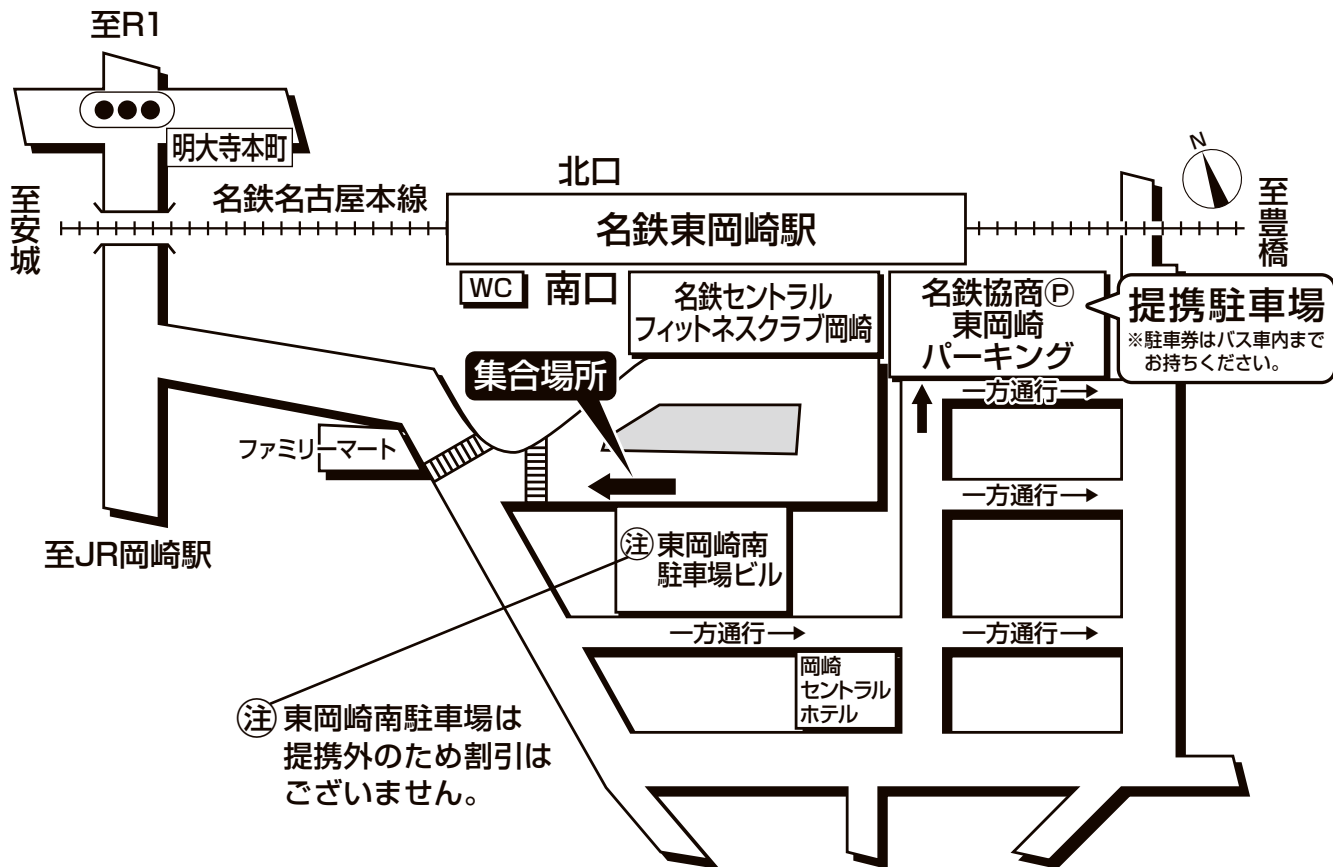 至R1
明大寺本町
至安城
名鉄名古屋本線
北口
名鉄東岡崎駅
N
至豊橋
WC
南口
名鉄セントラル
フィットネスクラブ岡崎
名鉄協商Ⓟ
東岡崎
パーキング
提携駐車場
※駐車券はバス車内まで
お持ちください。
集合場所
一方通行→
ファミリーマート
一方通行→
至JR岡崎駅
㊟東岡崎南
駐車場ビル
一方通行→
一方通行→
岡崎
セントラル
ホテル
㊟東岡崎南駐車場は
提携外のため割引は
ございません。